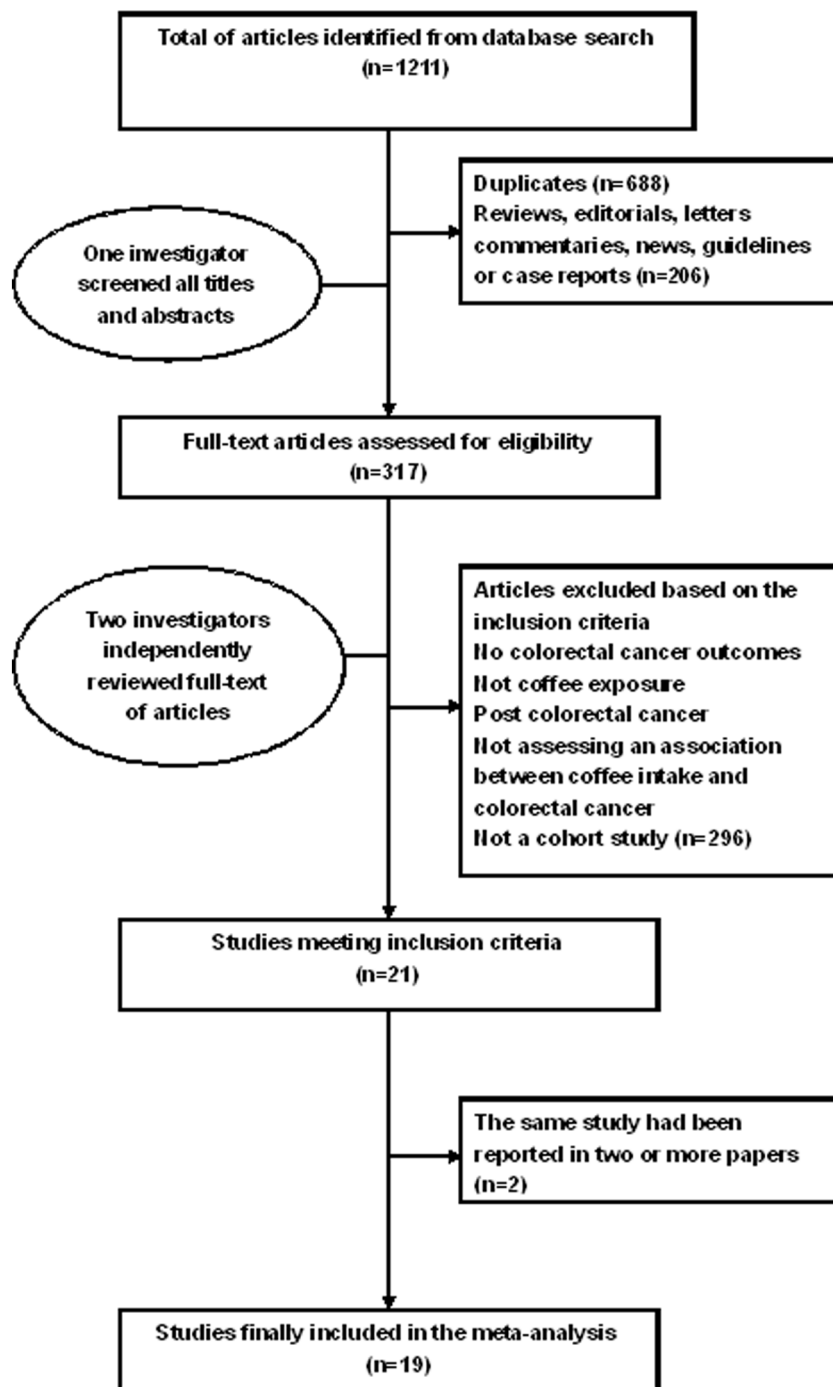 Total of articles identified from database search
(n=1211)
Duplicates (n=688)
Reviews, editorials, letters
commentaries, news, guidelines
or case reports (n=206)
One investigator
screened all titles
and abstracts
Full-text articles assessed for eligibility
(n=317)
Articles excluded based on the
inclusion criteria
No colorectal cancer outcomes
Not coffee exposure
Post colorectal cancer
Not assessing an association
between coffee intake and
colorectal cancer
Not a cohort study (n=296)
Two investigators
independently
reviewed full-text
of articles
Studies meeting inclusion criteria
(n=21)
The same study had been
reported in two or more papers
(n=2)
Studies finally included in the meta-analysis
(n=19)